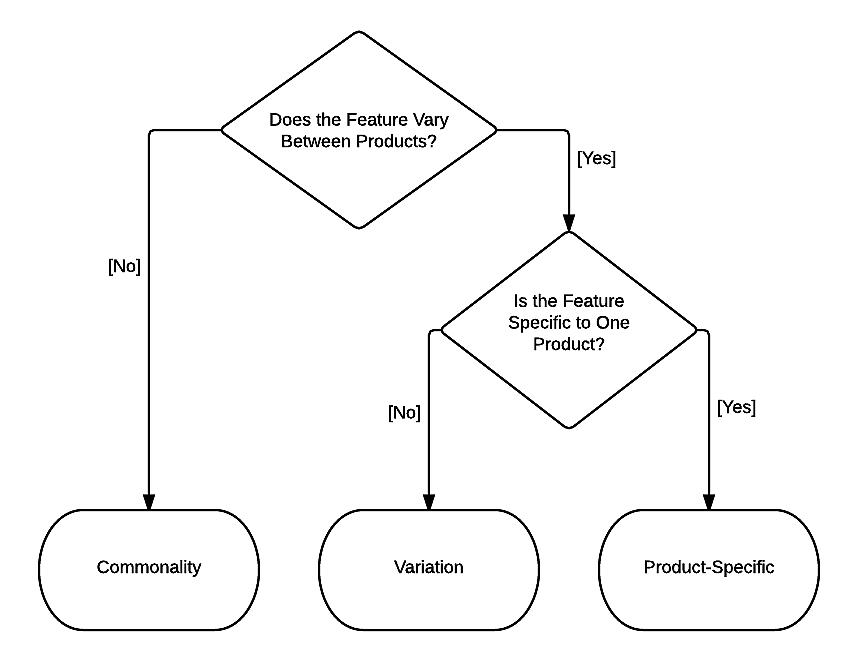 Does the Feature Vary
Between Products?
[Yes]
[No]
Is the Feature
Specific to One
Product?
[No]
[Yes]
Commonality
Variation
Product-Specific